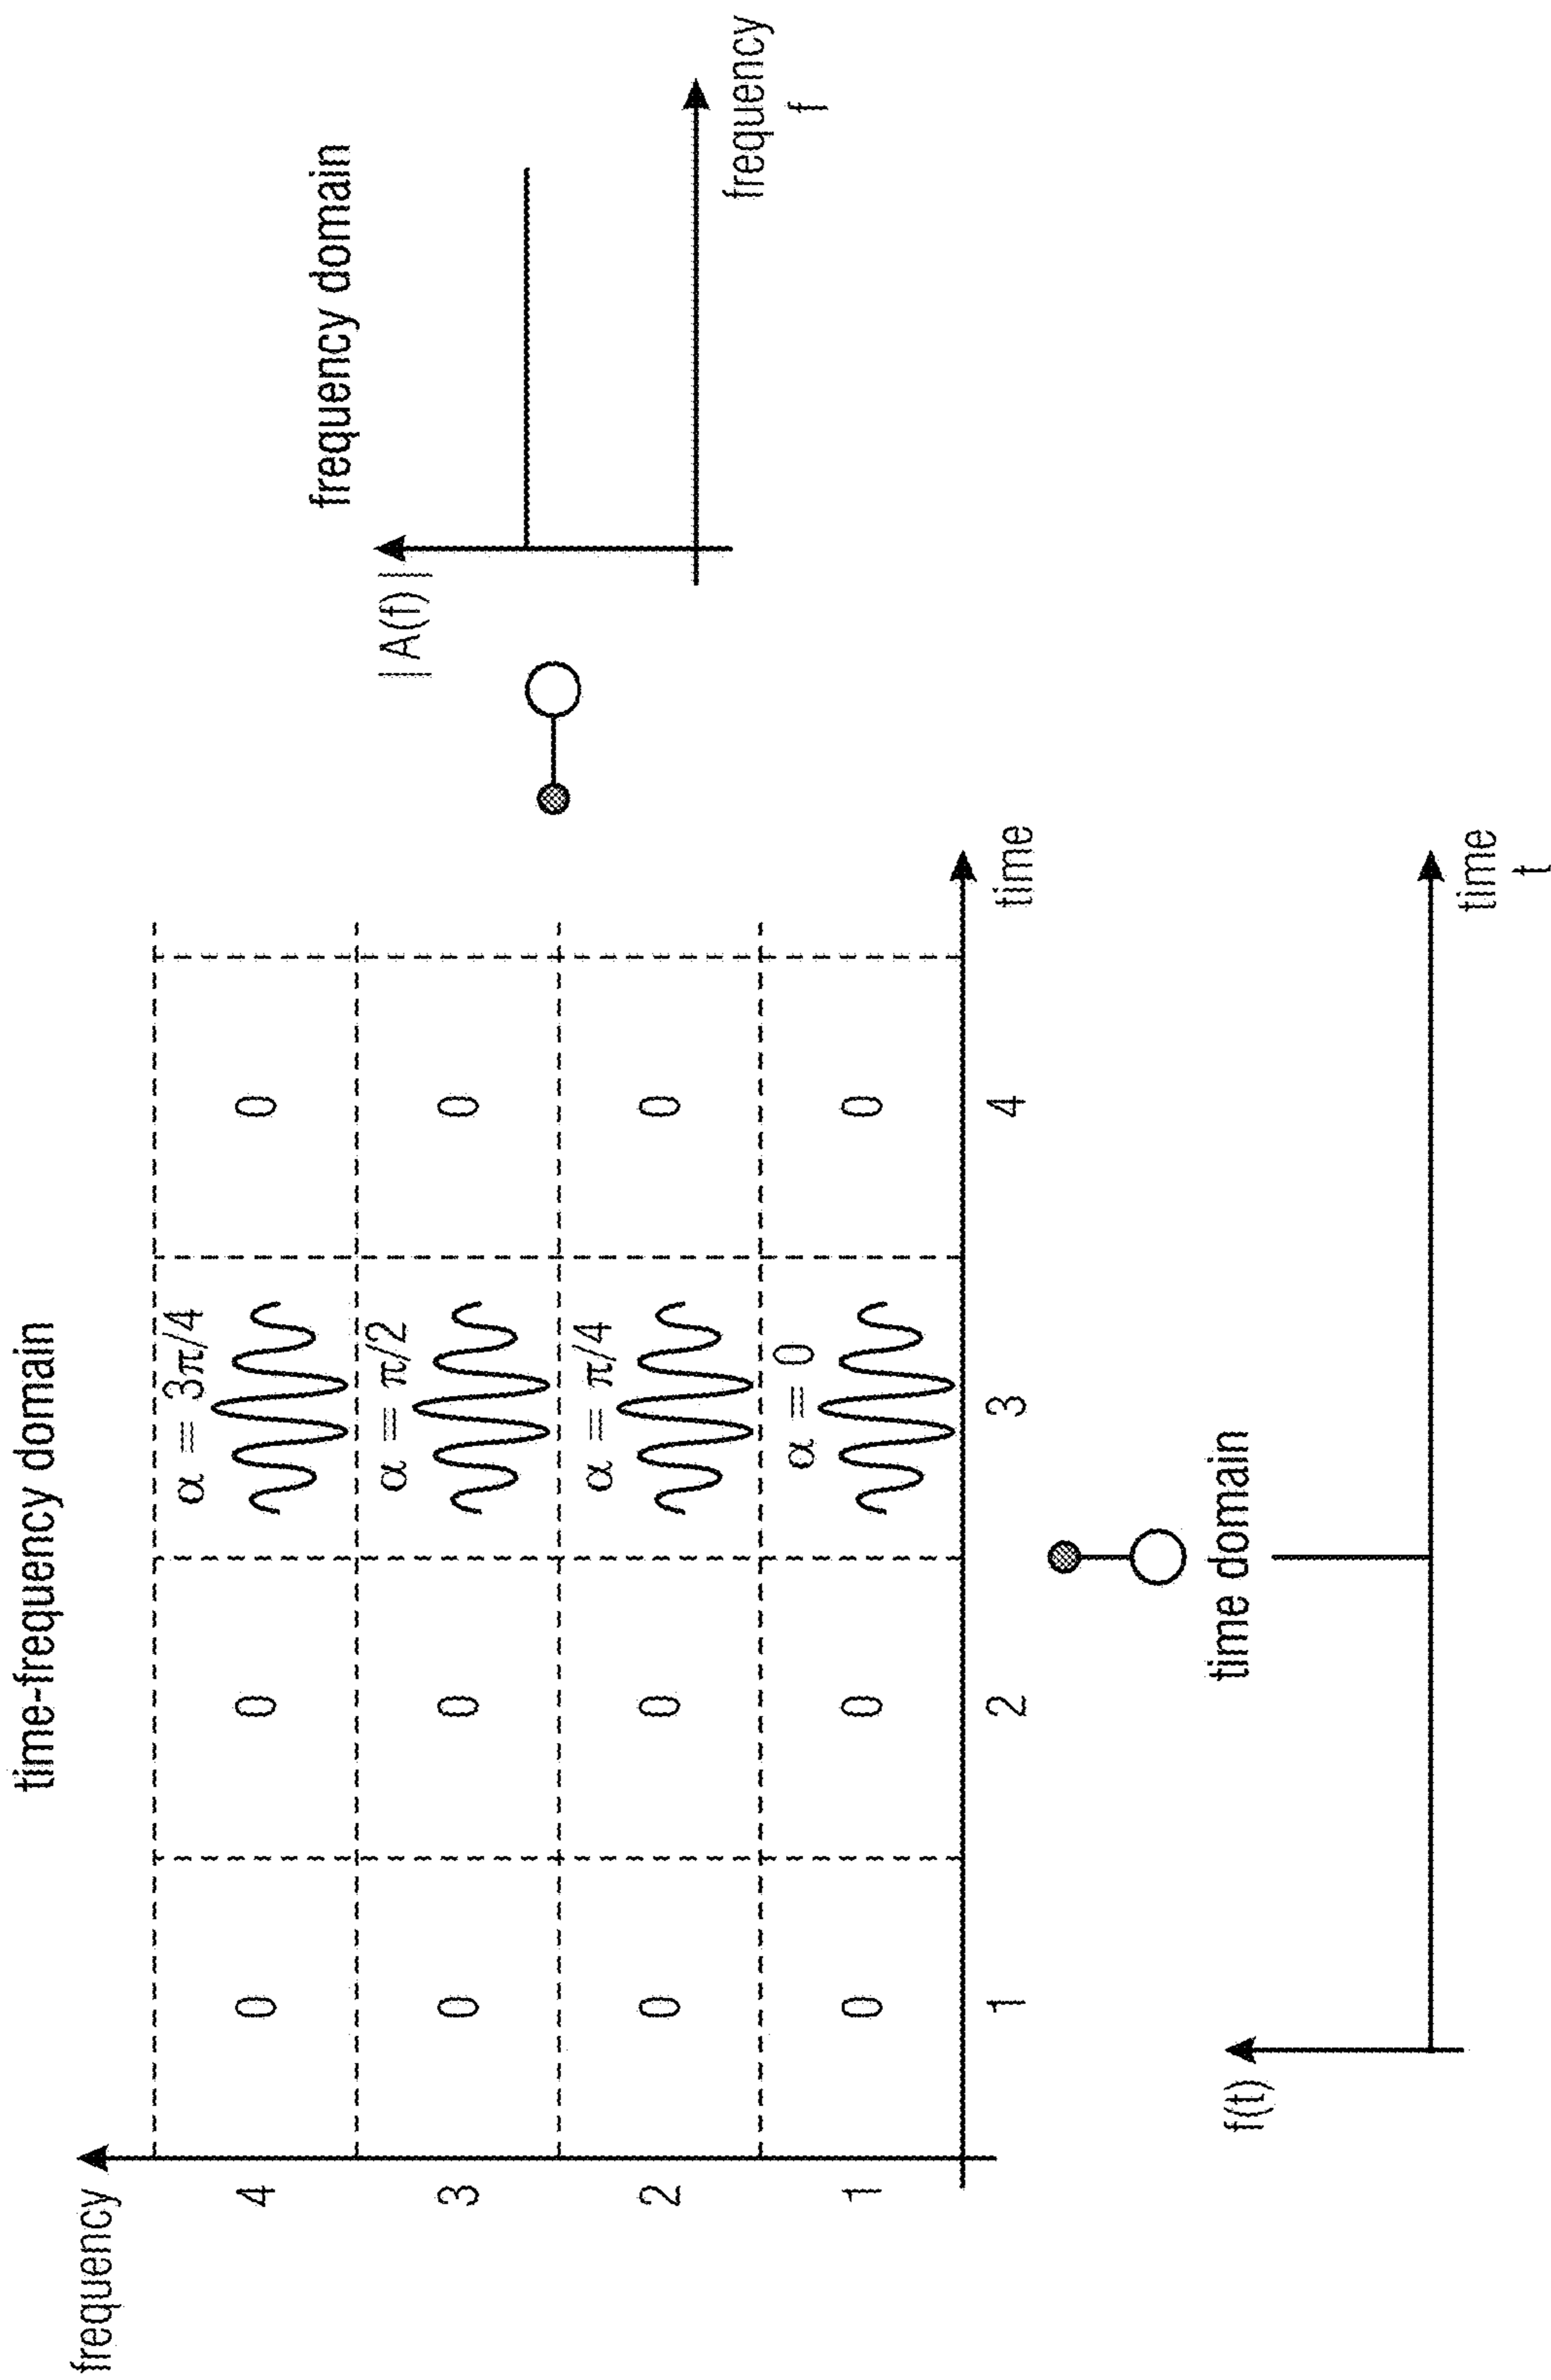 time-frequency domain
frequency
4
0
0
α = 3π/4
0
3
0
0
α = π/2
0
2
0
0
α = π/4
0
1
0
0
α = 0
0
1
2
3
4
time
frequency domain
| A(f) |
frequency
f
time domain
f(t)
time
t